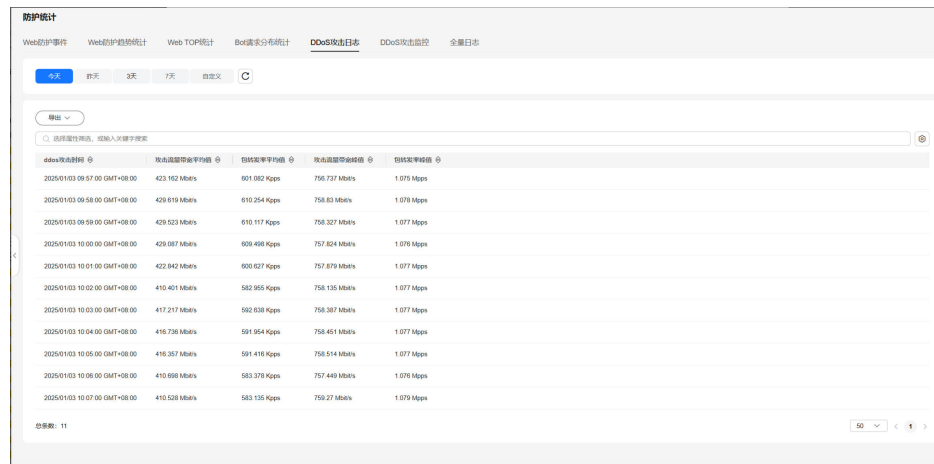 防护统计
Web防护事件 Web防护趋势统计 Web TOP统计 Bot请求分布统计 DDoS攻击日志 DDoS攻击监控 全量日志
今天 昨天 3天 7天 自定义
导出
选择属性筛选，或输入关键字搜索
ddos攻击时间 攻击流量带宽平均值 包转发率平均值 攻击流量带宽峰值 包转发率峰值
2025/01/03 09:57:00 GMT+08:00 423.162 Mbit/s 601.082 Kpps 756.737 Mbit/s 1.075 Mpps
2025/01/03 09:58:00 GMT+08:00 429.619 Mbit/s 610.254 Kpps 758.83 Mbit/s 1.078 Mpps
2025/01/03 09:59:00 GMT+08:00 429.523 Mbit/s 610.117 Kpps 758.327 Mbit/s 1.077 Mpps
2025/01/03 10:00:00 GMT+08:00 429.087 Mbit/s 609.498 Kpps 757.824 Mbit/s 1.076 Mpps
2025/01/03 10:01:00 GMT+08:00 422.842 Mbit/s 600.627 Kpps 757.879 Mbit/s 1.077 Mpps
2025/01/03 10:02:00 GMT+08:00 410.401 Mbit/s 582.955 Kpps 758.135 Mbit/s 1.077 Mpps
2025/01/03 10:03:00 GMT+08:00 417.217 Mbit/s 592.638 Kpps 758.387 Mbit/s 1.077 Mpps
2025/01/03 10:04:00 GMT+08:00 416.736 Mbit/s 591.954 Kpps 758.451 Mbit/s 1.077 Mpps
2025/01/03 10:05:00 GMT+08:00 416.357 Mbit/s 591.416 Kpps 758.514 Mbit/s 1.077 Mpps
2025/01/03 10:06:00 GMT+08:00 410.698 Mbit/s 583.378 Kpps 757.449 Mbit/s 1.076 Mpps
2025/01/03 10:07:00 GMT+08:00 410.528 Mbit/s 583.135 Kpps 759.27 Mbit/s 1.079 Mpps
总条数：11 50 1